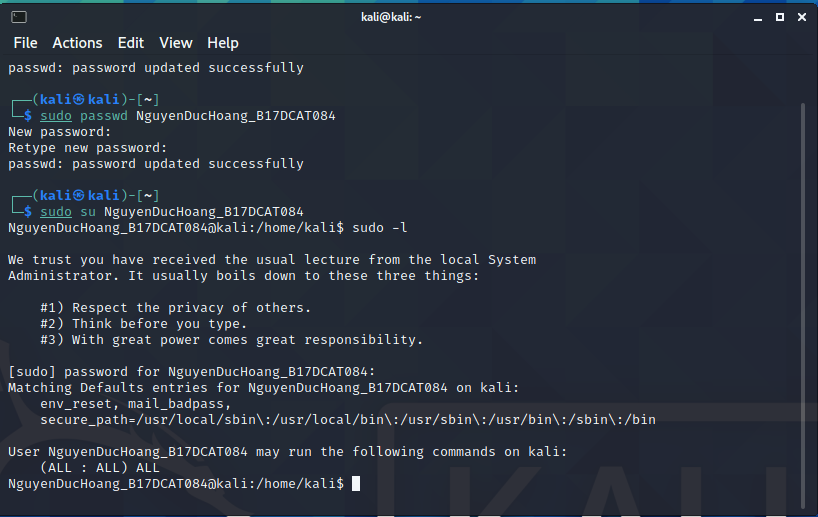 kali@kali: ~
File Actions Edit View Help
passwd: password updated successfully
┌──(kali㉿kali)-[~]
└─$ sudo passwd NguyenDucHoang_B17DCAT084
New password:
Retype new password:
passwd: password updated successfully
┌──(kali㉿kali)-[~]
└─$ sudo su NguyenDucHoang_B17DCAT084
NguyenDucHoang_B17DCAT084@kali:/home/kali$ sudo -l
We trust you have received the usual lecture from the local System
Administrator. It usually boils down to these three things:
#1) Respect the privacy of others.
#2) Think before you type.
#3) With great power comes great responsibility.
[sudo] password for NguyenDucHoang_B17DCAT084:
Matching Defaults entries for NguyenDucHoang_B17DCAT084 on kali:
env_reset, mail_badpass,
secure_path=/usr/local/sbin\:/usr/local/bin\:/usr/sbin\:/usr/bin\:/sbin\:/bin
User NguyenDucHoang_B17DCAT084 may run the following commands on kali:
(ALL : ALL) ALL
NguyenDucHoang_B17DCAT084@kali:/home/kali$
KALI